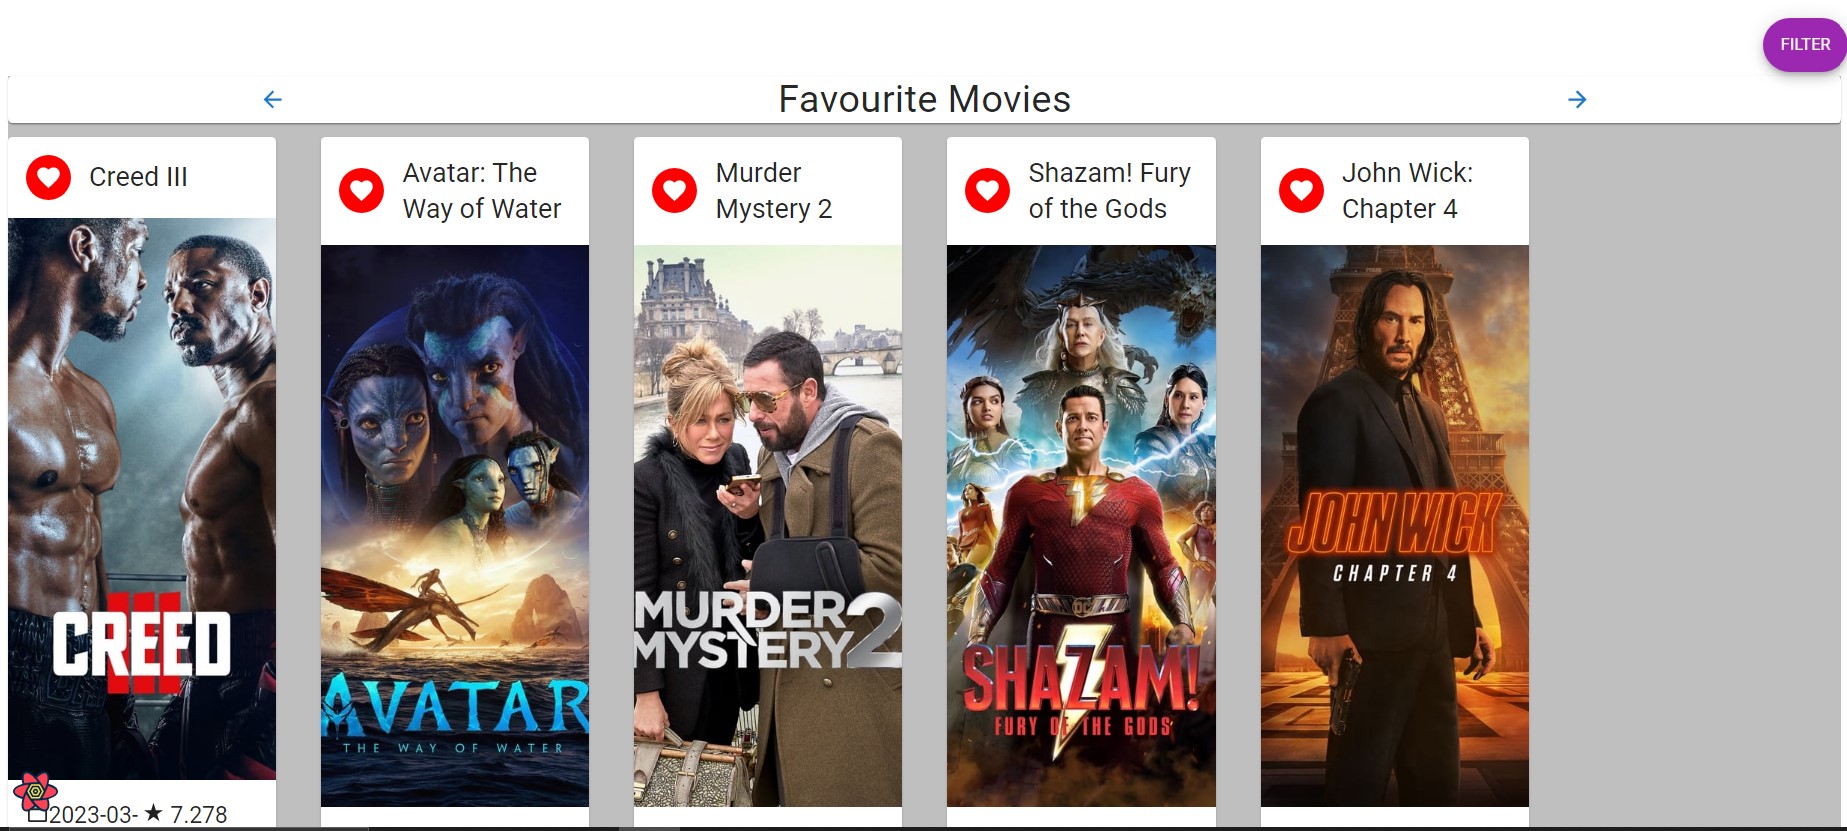 FILTER
Favourite Movies
Creed III
Avatar: The
Way of Water
Murder
Mystery 2
Shazam! Fury
of the Gods
John Wick:
Chapter 4
CREED
III
AVATAR
THE WAY OF WATER
MURDER
MYSTERY 2
DC
SHAZAM!
FURY OF THE GODS
JOHN WICK
CHAPTER 4
2023-03- ★ 7.278